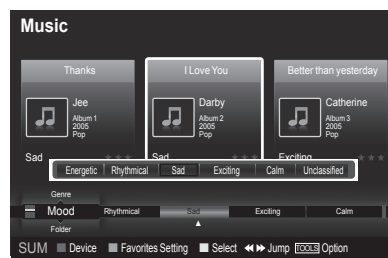 Music
Thanks I Love You Better than yesterday
Jee Darby Catherine
Album 1 Album 2 Album 3
2005 2005 2005
Pop Pop Pop
Sad Sad Exciting
Energetic Rhythmical Sad Exciting Calm Unclassified
Genre
Mood Rhythmical Sad Exciting Calm
Folder
SUM Device Favorites Setting Select Jump TOOLS Option